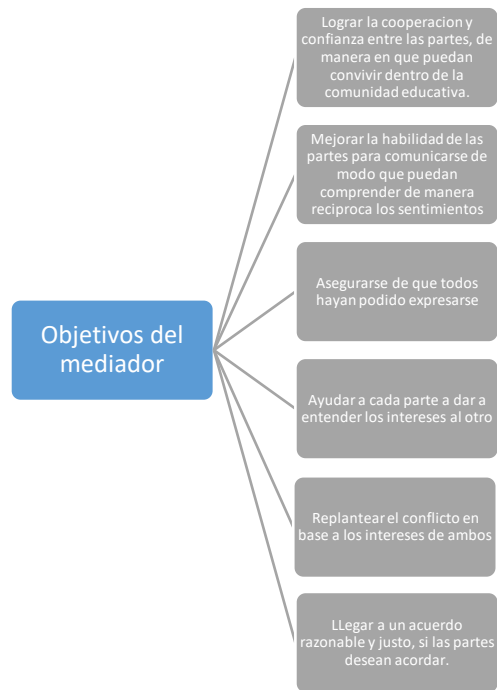 Lograr la cooperacion y
confianza entre las partes, de
manera en que puedan
convivir dentro de la
comunidad educativa.
Mejorar la habilidad de las
partes para comunicarse de
modo que puedan
comprender de manera
reciproca los sentimientos
Asegurarse de que todos
hayan podido expresarse
Objetivos del
mediador
Ayudar a cada parte a dar a
entender los intereses al otro
Replantear el conflicto en
base a los intereses de ambos
LLegar a un acuerdo
razonable y justo, si las partes
desean acordar.